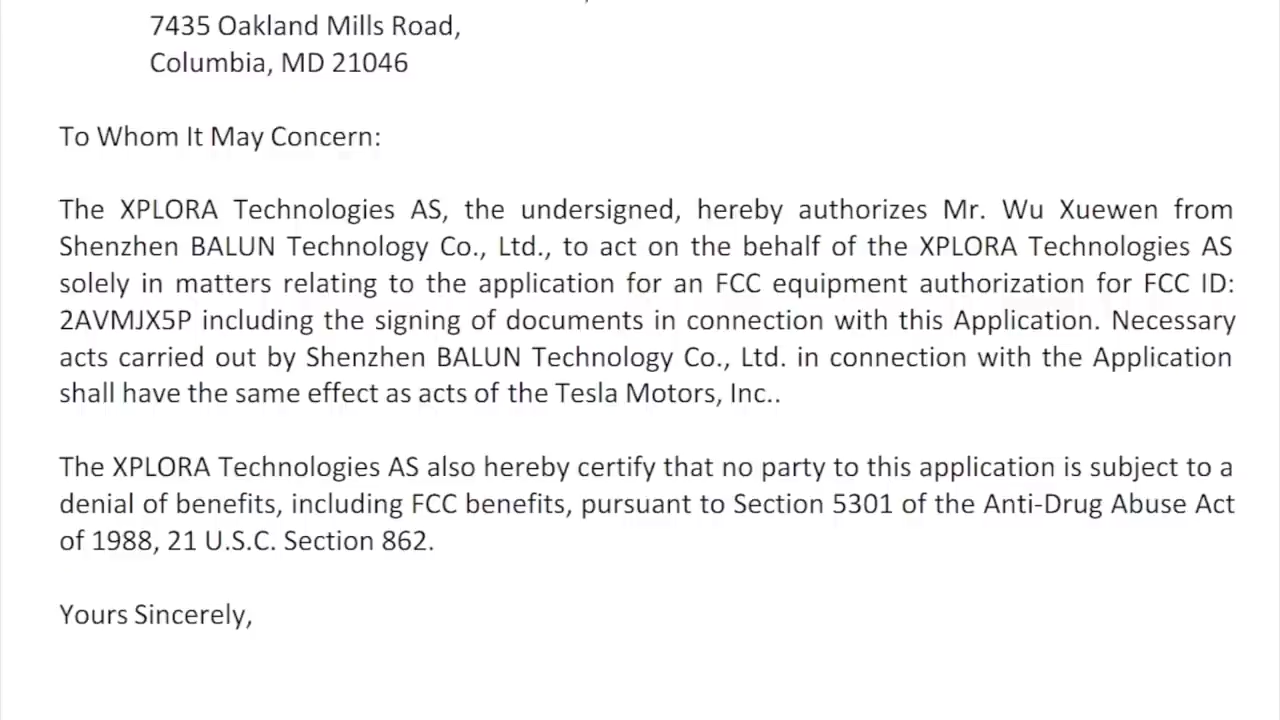 7435 Oakland Mills Road,
Columbia, MD 21046
To Whom It May Concern:
The XPLORA Technologies AS, the undersigned, hereby authorizes Mr. Wu Xuewen from
Shenzhen BALUN Technology Co., Ltd., to act on the behalf of the XPLORA Technologies AS
solely in matters relating to the application for an FCC equipment authorization for FCC ID:
2AVMJX5P including the signing of documents in connection with this Application. Necessary
acts carried out by Shenzhen BALUN Technology Co., Ltd. in connection with the Application
shall have the same effect as acts of the Tesla Motors, Inc..
The XPLORA Technologies AS also hereby certify that no party to this application is subject to a
denial of benefits, including FCC benefits, pursuant to Section 5301 of the Anti-Drug Abuse Act
of 1988, 21 U.S.C. Section 862.
Yours Sincerely,